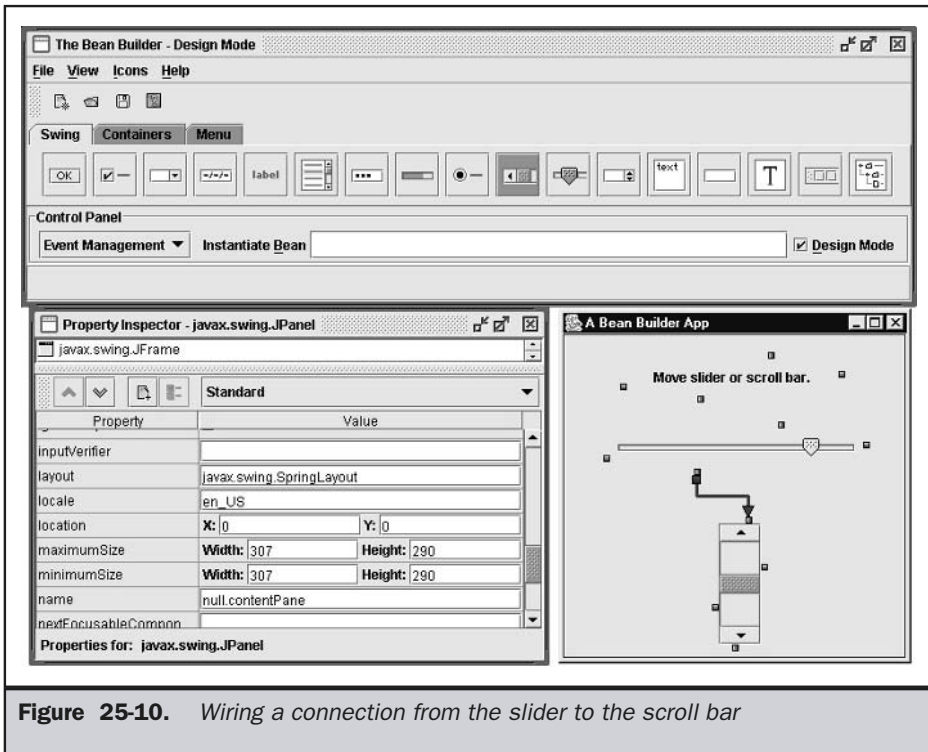 The Bean Builder - Design Mode
File View Icons Help
Swing Containers Menu
OK -/-/- label text T
Control Panel
Event Management Instantiate Bean Design Mode
Property Inspector - javax.swing.JPanel
javax.swing.JFrame
Standard
Property Value
inputVerifier
layout javax.swing.SpringLayout
locale en_US
location X: 0 Y: 0
maximumSize Width: 307 Height: 290
minimumSize Width: 307 Height: 290
name null.contentPane
nextFocusableCompon
Properties for: javax.swing.JPanel
A Bean Builder App
Move slider or scroll bar.
Figure 25-10. Wiring a connection from the slider to the scroll bar